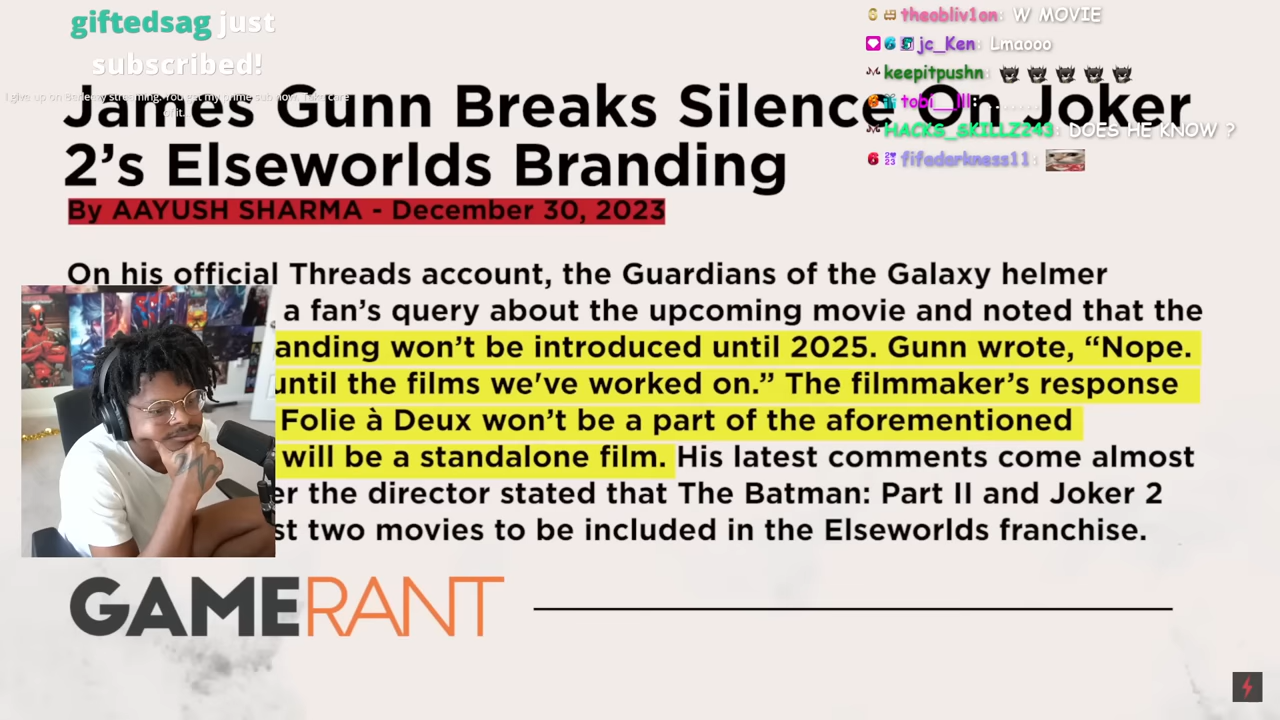 giftedsag just
subscribed!
James Gunn Breaks Silence On Joker
2's Elseworlds Branding
By AAYUSH SHARMA - December 30, 2023
On his official Threads account, the Guardians of the Galaxy helmer
a fan's query about the upcoming movie and noted that the
anding won't be introduced until 2025. Gunn wrote, “Nope.
until the films we've worked on.” The filmmaker's response
Folie à Deux won't be a part of the aforementioned
will be a standalone film. His latest comments come almost
er the director stated that The Batman: Part II and Joker 2
st two movies to be included in the Elseworlds franchise.
GAMERANT
theobliv1on: W MOVIE
jc_Ken: Lmaooo
keepitpushn:
HACKS_SKILLZ243: DOES HE KNOW ?
fifadarkness11: